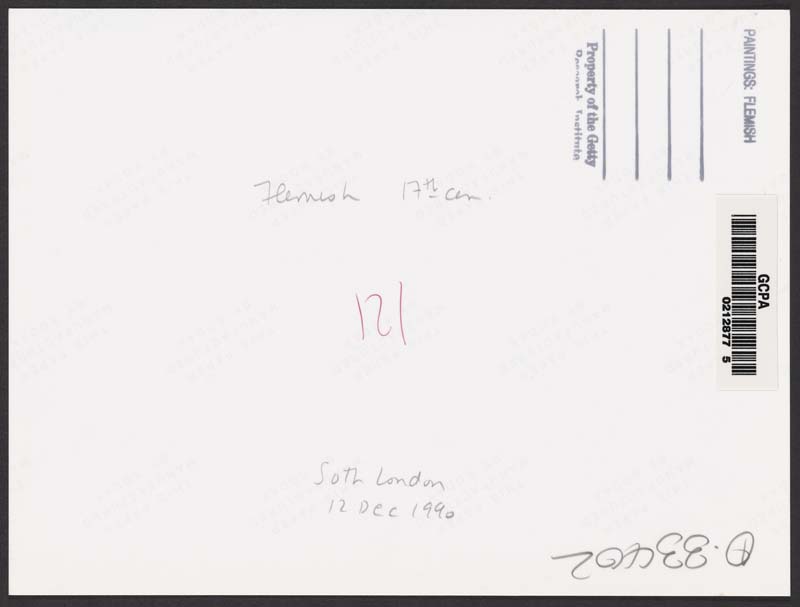 PAINTINGS: FLEMISH
Property of the Getty
Research Institute
Flemish 17th cen.
GCPA
0212877 5
121
Soth London
12 Dec 1990